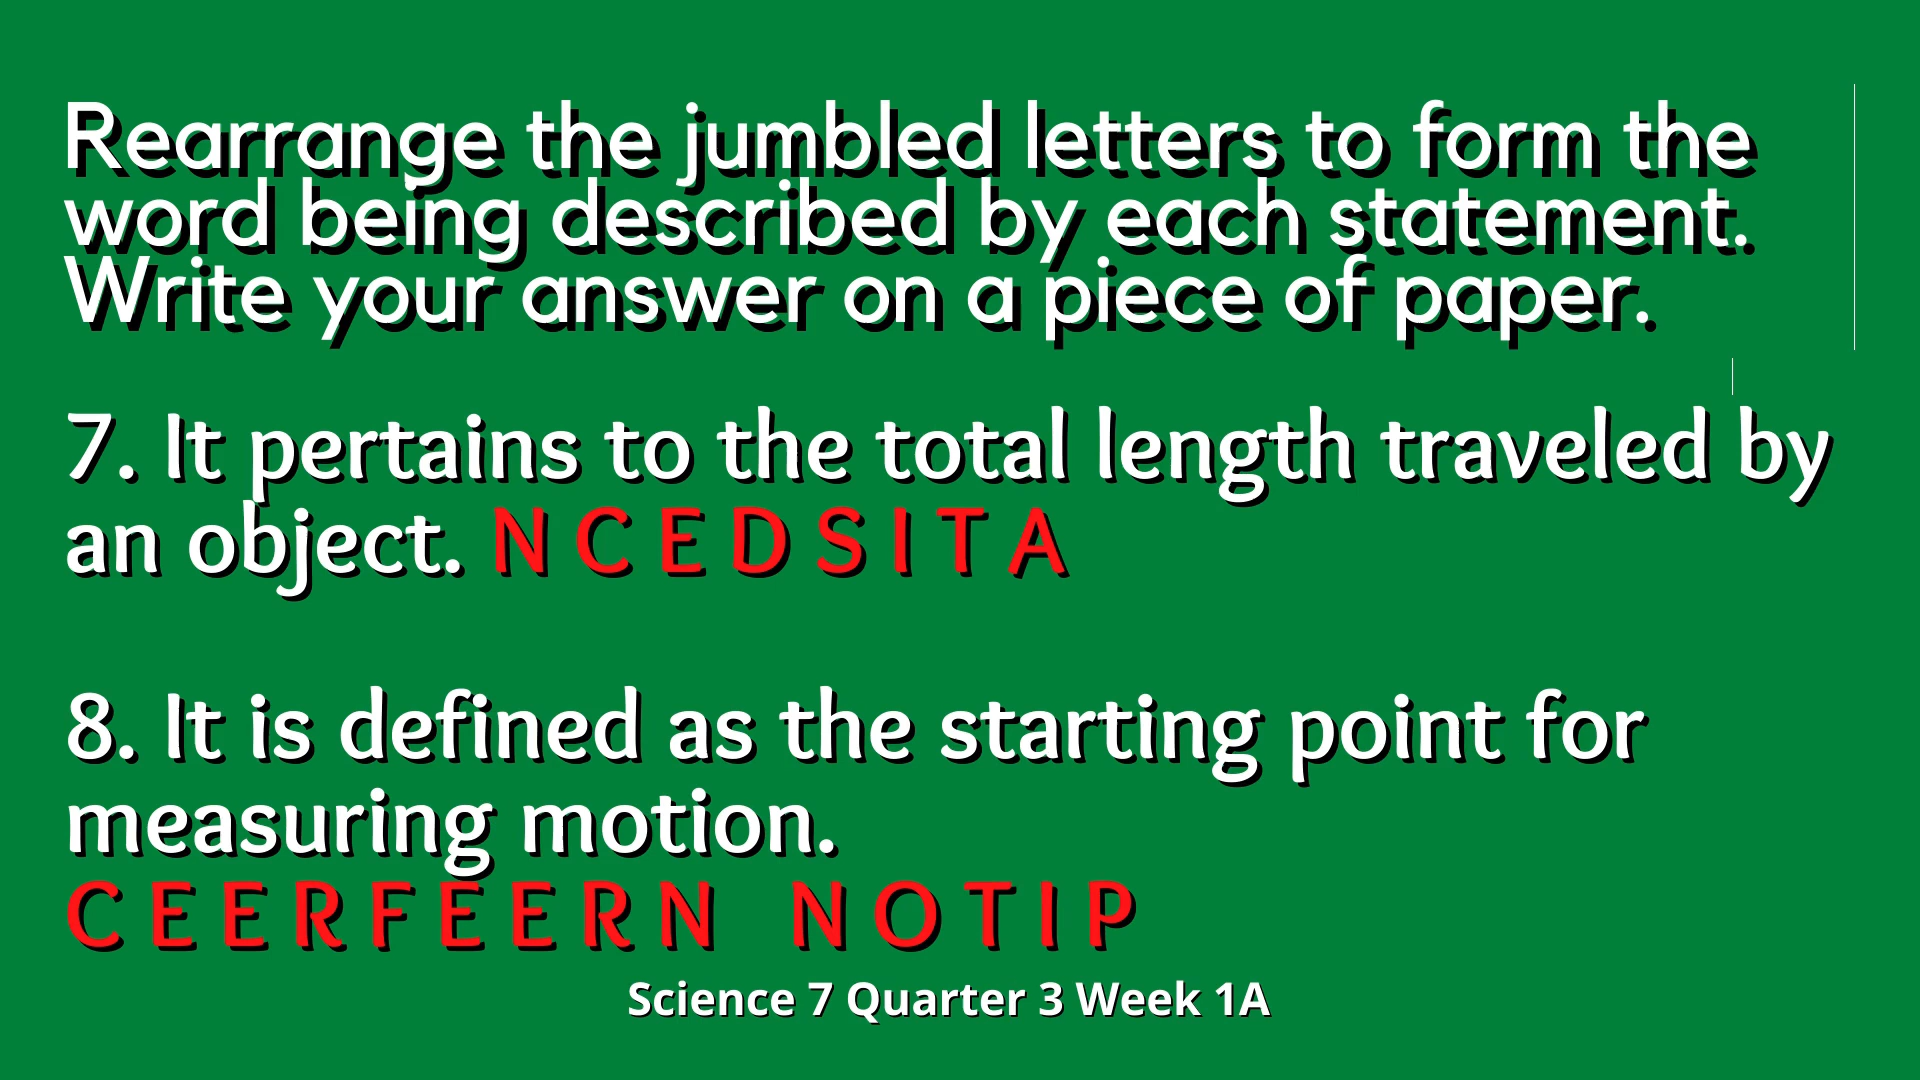 Rearrange the jumbled letters to form the
word being described by each statement.
Write your answer on a piece of paper.
7. It pertains to the total length traveled by
an object. N C E D S I T A
8. It is defined as the starting point for
measuring motion.
C E E R F E E R N N O T I P
Science 7 Quarter 3 Week 1A